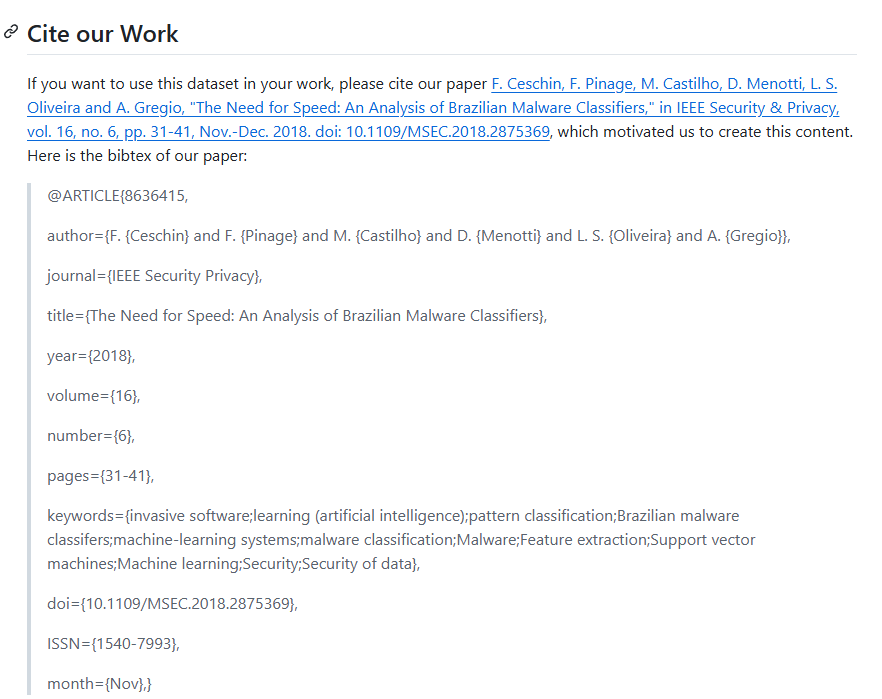 Cite our Work
If you want to use this dataset in your work, please cite our paper F. Ceschin, F. Pinage, M. Castilho, D. Menotti, L. S.
Oliveira and A. Gregio, "The Need for Speed: An Analysis of Brazilian Malware Classifiers," in IEEE Security & Privacy,
vol. 16, no. 6, pp. 31-41, Nov.-Dec. 2018. doi: 10.1109/MSEC.2018.2875369, which motivated us to create this content.
Here is the bibtex of our paper:
@ARTICLE{8636415,
author={F. {Ceschin} and F. {Pinage} and M. {Castilho} and D. {Menotti} and L. S. {Oliveira} and A. {Gregio}},
journal={IEEE Security Privacy},
title={The Need for Speed: An Analysis of Brazilian Malware Classifiers},
year={2018},
volume={16},
number={6},
pages={31-41},
keywords={invasive software;learning (artificial intelligence);pattern classification;Brazilian malware
classifers;machine-learning systems;malware classification;Malware;Feature extraction;Support vector
machines;Machine learning;Security;Security of data},
doi={10.1109/MSEC.2018.2875369},
ISSN={1540-7993},
month={Nov},}